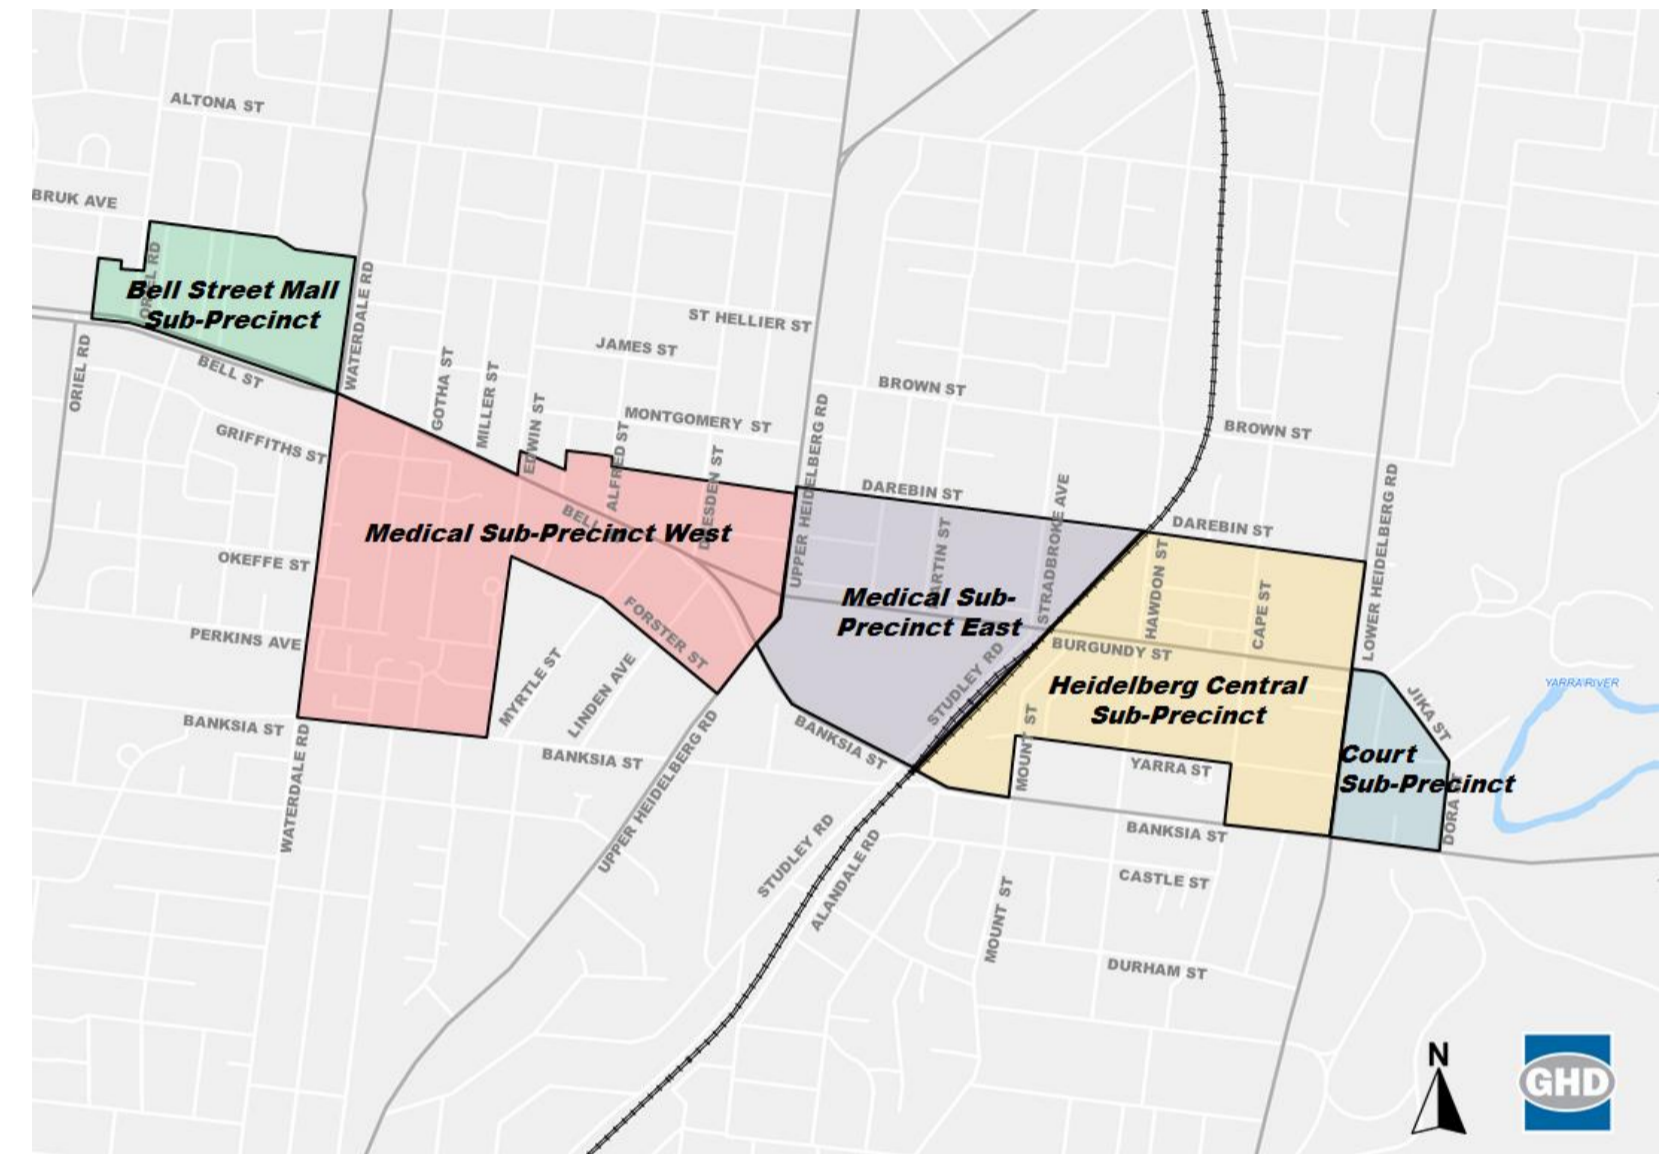 ALTONA ST
BRUK AVE
ORIEL RD
Bell Street Mall
Sub-Precinct
WATERDALE RD
ORIEL RD
BELL ST
ST HELLIER ST
JAMES ST
GOTHA ST
MILLER ST
EDWIN ST
BROWN ST
MONTGOMERY ST
ALFRED ST
UPPER HEIDELBERG RD
BROWN ST
GRIFFITHS ST
DRESDEN ST
DAREBIN ST
STRADBROKE AVE
LOWER HEIDELBERG RD
DAREBIN ST
BELL
Medical Sub-Precinct West
MARTIN ST
HAWDON ST
OKEFFE ST
Medical Sub-
Precinct East
CAPE ST
FORSTER ST
PERKINS AVE
BURGUNDY ST
STUDLEY RD
Heidelberg Central
Sub-Precinct
YARRA RIVER
JIKA ST
MYRTLE ST
LINDEN AVE
BANKSIA ST
WATERDALE RD
BANKSIA ST
UPPER HEIDELBERG RD
BANKSIA ST
MOUNT ST
YARRA ST
Court
Sub-Precinct
DORA ST
BANKSIA ST
STUDLEY RD
ALANDALE RD
CASTLE ST
MOUNT ST
DURHAM ST
N
GHD